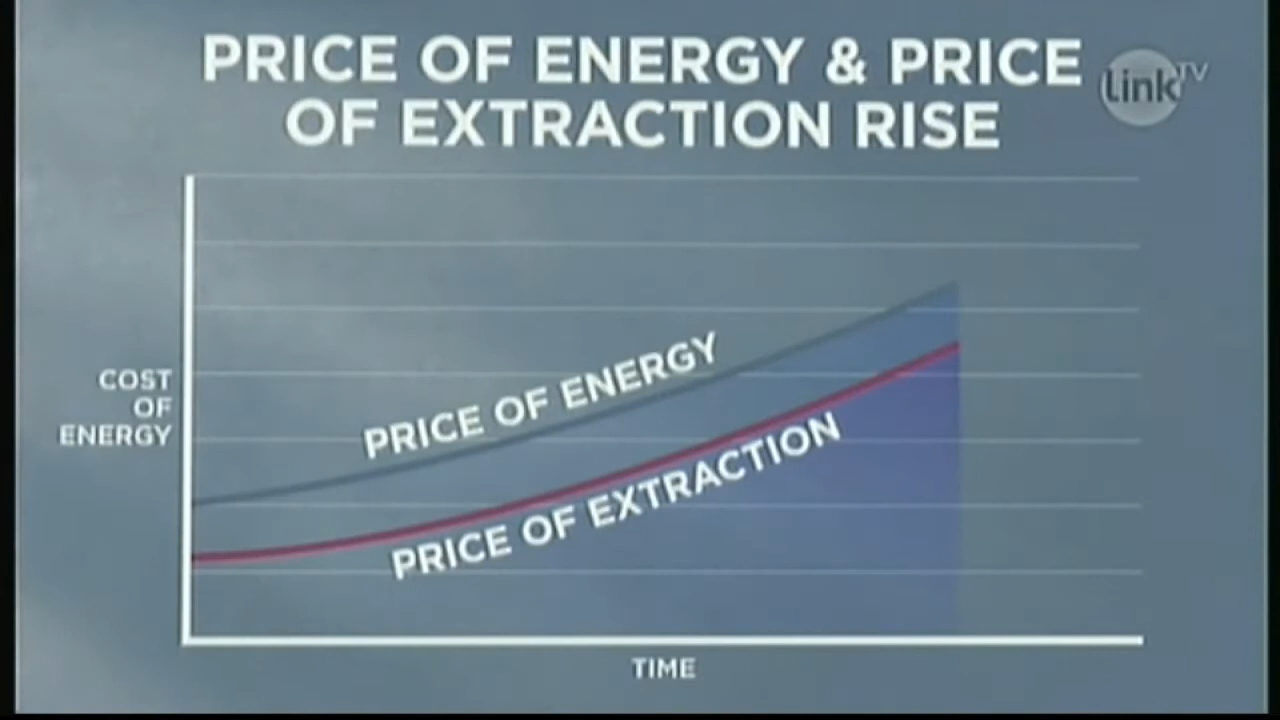 PRICE OF ENERGY & PRICE
OF EXTRACTION RISE
link TV
COST
OF
ENERGY
PRICE OF ENERGY
PRICE OF EXTRACTION
TIME